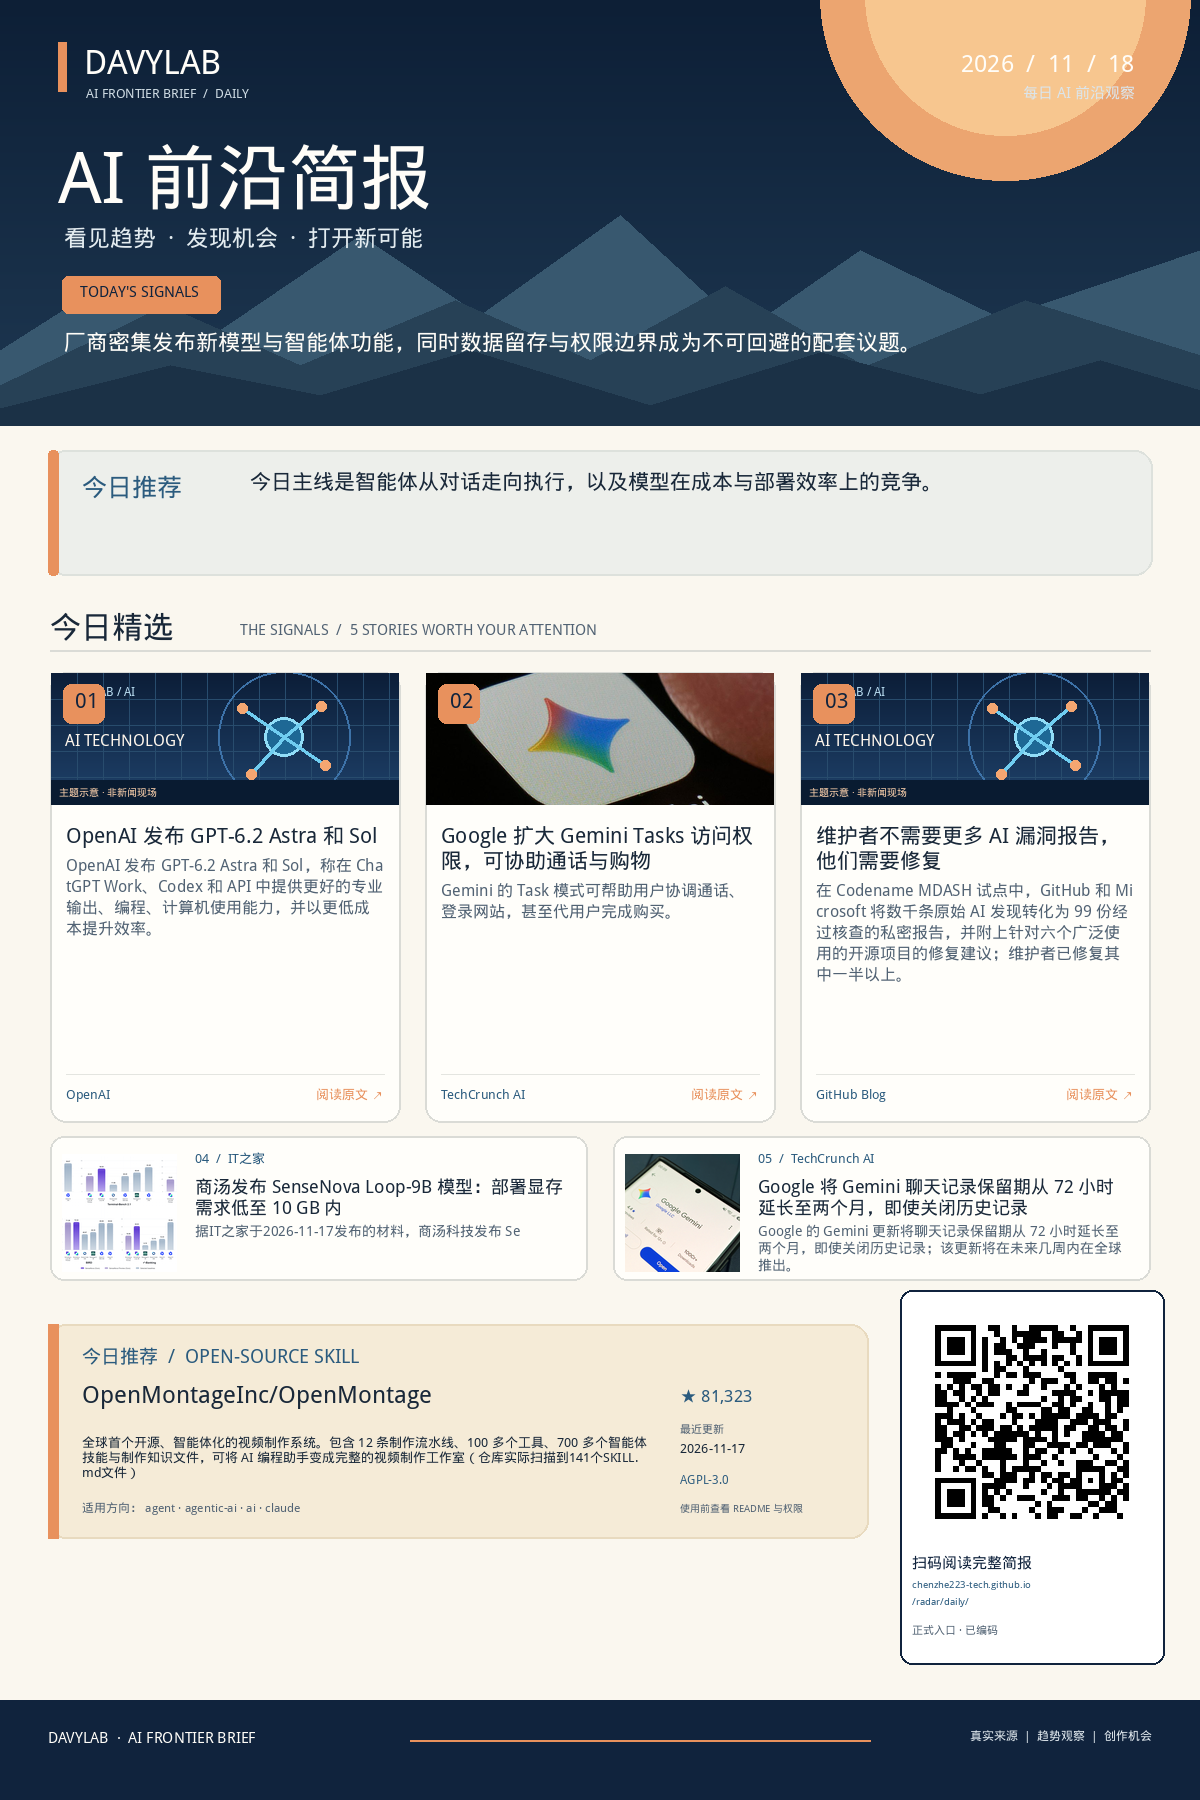 DAVYLAB
AI FRONTIER BRIEF / DAILY
2026 / 11 / 18
每日 AI 前沿观察
AI 前沿简报
看见趋势 · 发现机会 · 打开新可能
TODAY'S SIGNALS
厂商密集发布新模型与智能体功能，同时数据留存与权限边界成为不可回避的配套议题。
今日推荐
今日主线是智能体从对话走向执行，以及模型在成本与部署效率上的竞争。
今日精选
THE SIGNALS / 5 STORIES WORTH YOUR ATTENTION
01
B / AI
AI TECHNOLOGY
主题示意 · 非新闻现场
OpenAI 发布 GPT-6.2 Astra 和 Sol
OpenAI 发布 GPT-6.2 Astra 和 Sol，称在 Cha
tGPT Work、Codex 和 API 中提供更好的专业
输出、编程、计算机使用能力，并以更低成
本提升效率。
OpenAI
阅读原文 ↗
02
Google 扩大 Gemini Tasks 访问权
限，可协助通话与购物
Gemini 的 Task 模式可帮助用户协调通话、
登录网站，甚至代用户完成购买。
TechCrunch AI
阅读原文 ↗
03
B / AI
AI TECHNOLOGY
主题示意 · 非新闻现场
维护者不需要更多 AI 漏洞报告，
他们需要修复
在 Codename MDASH 试点中，GitHub 和 Mi
crosoft 将数千条原始 AI 发现转化为 99 份经
过核查的私密报告，并附上针对六个广泛使
用的开源项目的修复建议；维护者已修复其
中一半以上。
GitHub Blog
阅读原文 ↗
04 / IT之家
商汤发布 SenseNova Loop-9B 模型：部署显存
需求低至 10 GB 内
据IT之家于2026-11-17发布的材料，商汤科技发布 Se
05 / TechCrunch AI
Google 将 Gemini 聊天记录保留期从 72 小时
延长至两个月，即使关闭历史记录
Google 的 Gemini 更新将聊天记录保留期从 72 小时延长至
两个月，即使关闭历史记录；该更新将在未来几周内在全球
推出。
Google Gemini
Open
今日推荐 / OPEN-SOURCE SKILL
OpenMontageInc/OpenMontage
全球首个开源、智能体化的视频制作系统。包含 12 条制作流水线、100 多个工具、700 多个智能体
技能与制作知识文件，可将 AI 编程助手变成完整的视频制作工作室（仓库实际扫描到141个SKILL.
md文件）
适用方向： agent · agentic-ai · ai · claude
★ 81,323
最近更新
2026-11-17
AGPL-3.0
使用前查看 README 与权限
扫码阅读完整简报
chenzhe223-tech.github.io
/radar/daily/
正式入口 · 已编码
DAVYLAB · AI FRONTIER BRIEF
真实来源 | 趋势观察 | 创作机会